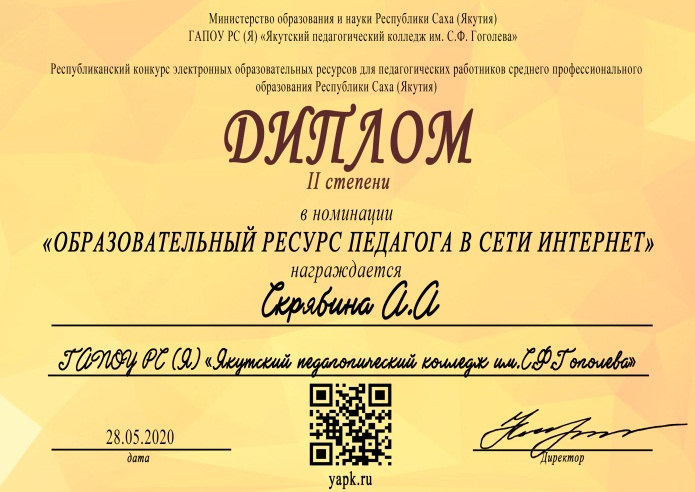 Министерство образования и науки Республики Саха (Якутия)
ГАПОУ РС (Я) «Якутский педагогический колледж им. С.Ф. Гоголева»
Республиканский конкурс электронных образовательных ресурсов для педагогических работников среднего профессионального
образования Республики Саха (Якутия)
ДИПЛОМ
II степени
в номинации
«ОБРАЗОВАТЕЛЬНЫЙ РЕСУРС ПЕДАГОГА В СЕТИ ИНТЕРНЕТ»
награждается
Скрябина А.А
ГАПОУ РС (Я) «Якутский педагогический колледж им.С.Ф.Гоголева»
28.05.2020
дата
Директор
yapk.ru